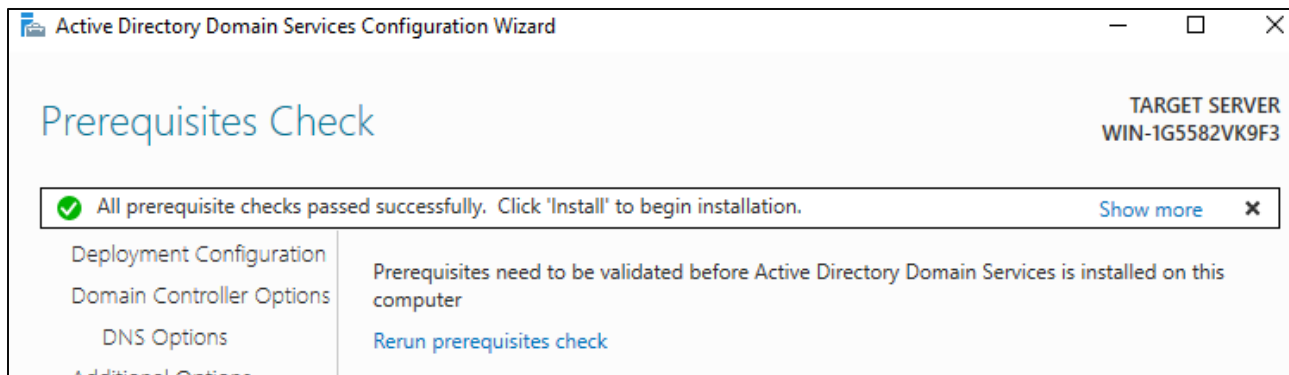 Active Directory Domain Services Configuration Wizard
Prerequisites Check
TARGET SERVER
WIN-1G5582VK9F3
All prerequisite checks passed successfully.  Click 'Install' to begin installation.
Show more
Deployment Configuration
Domain Controller Options
DNS Options
Additional Options
Prerequisites need to be validated before Active Directory Domain Services is installed on this
computer
Rerun prerequisites check